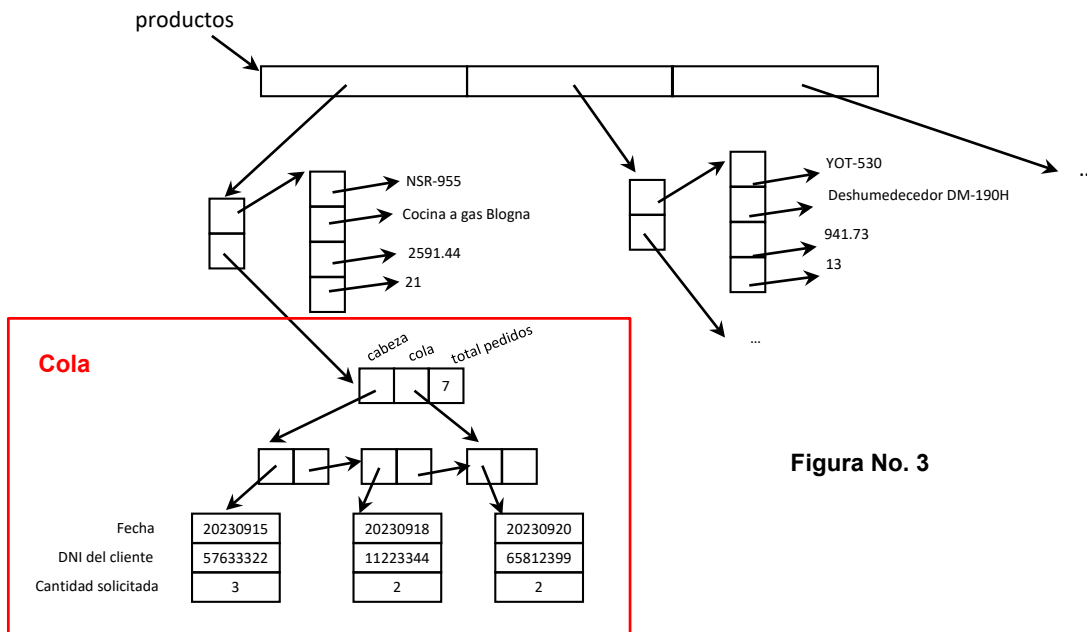 productos
NSR-955
Cocina a gas Blogna
2591.44
21
YOT-530
Deshumedecedor DM-190H
941.73
13
...
...
Cola
cabeza
cola
total pedidos
7
Figura No. 3
Fecha 20230915 20230918 20230920
DNI del cliente 57633322 11223344 65812399
Cantidad solicitada 3 2 2